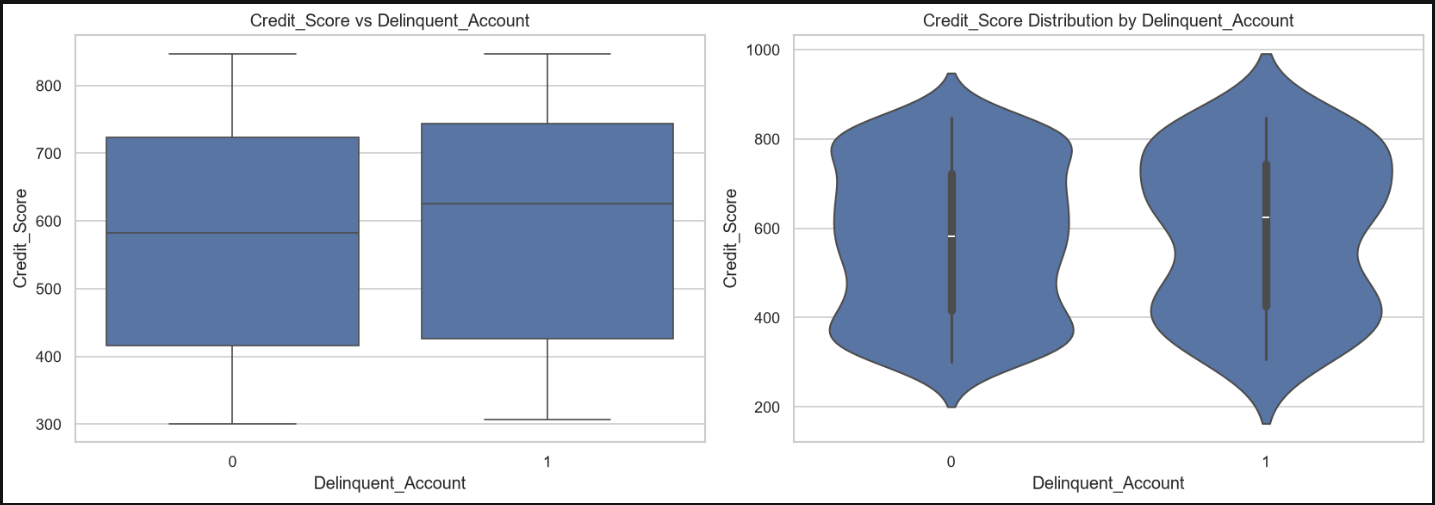 Credit_Score vs Delinquent_Account
Credit_Score
800
700
600
500
400
300
0
1
Delinquent_Account
Credit_Score Distribution by Delinquent_Account
Credit_Score
1000
800
600
400
200
0
1
Delinquent_Account